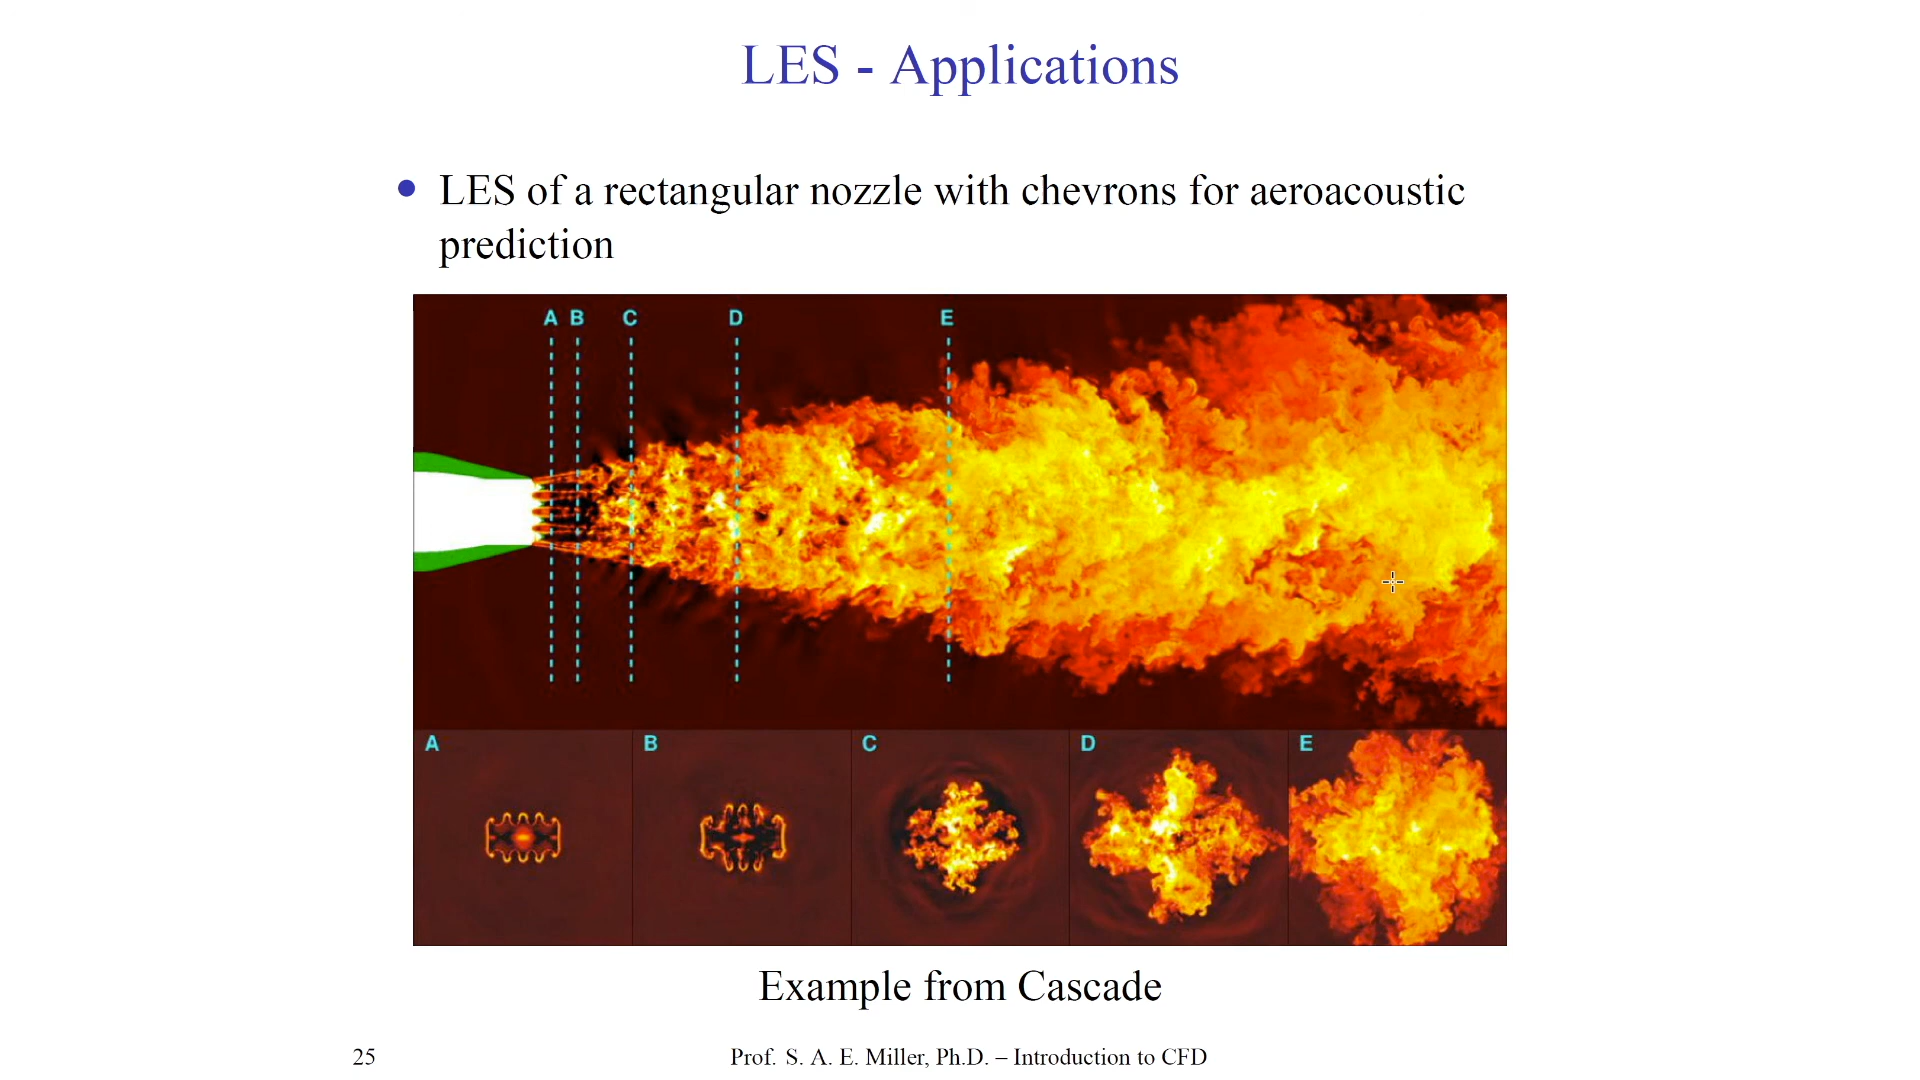 LES - Applications
LES of a rectangular nozzle with chevrons for aeroacoustic
prediction
A B C D E
A B C D E
Example from Cascade
25 Prof. S. A. E. Miller, Ph.D. – Introduction to CFD